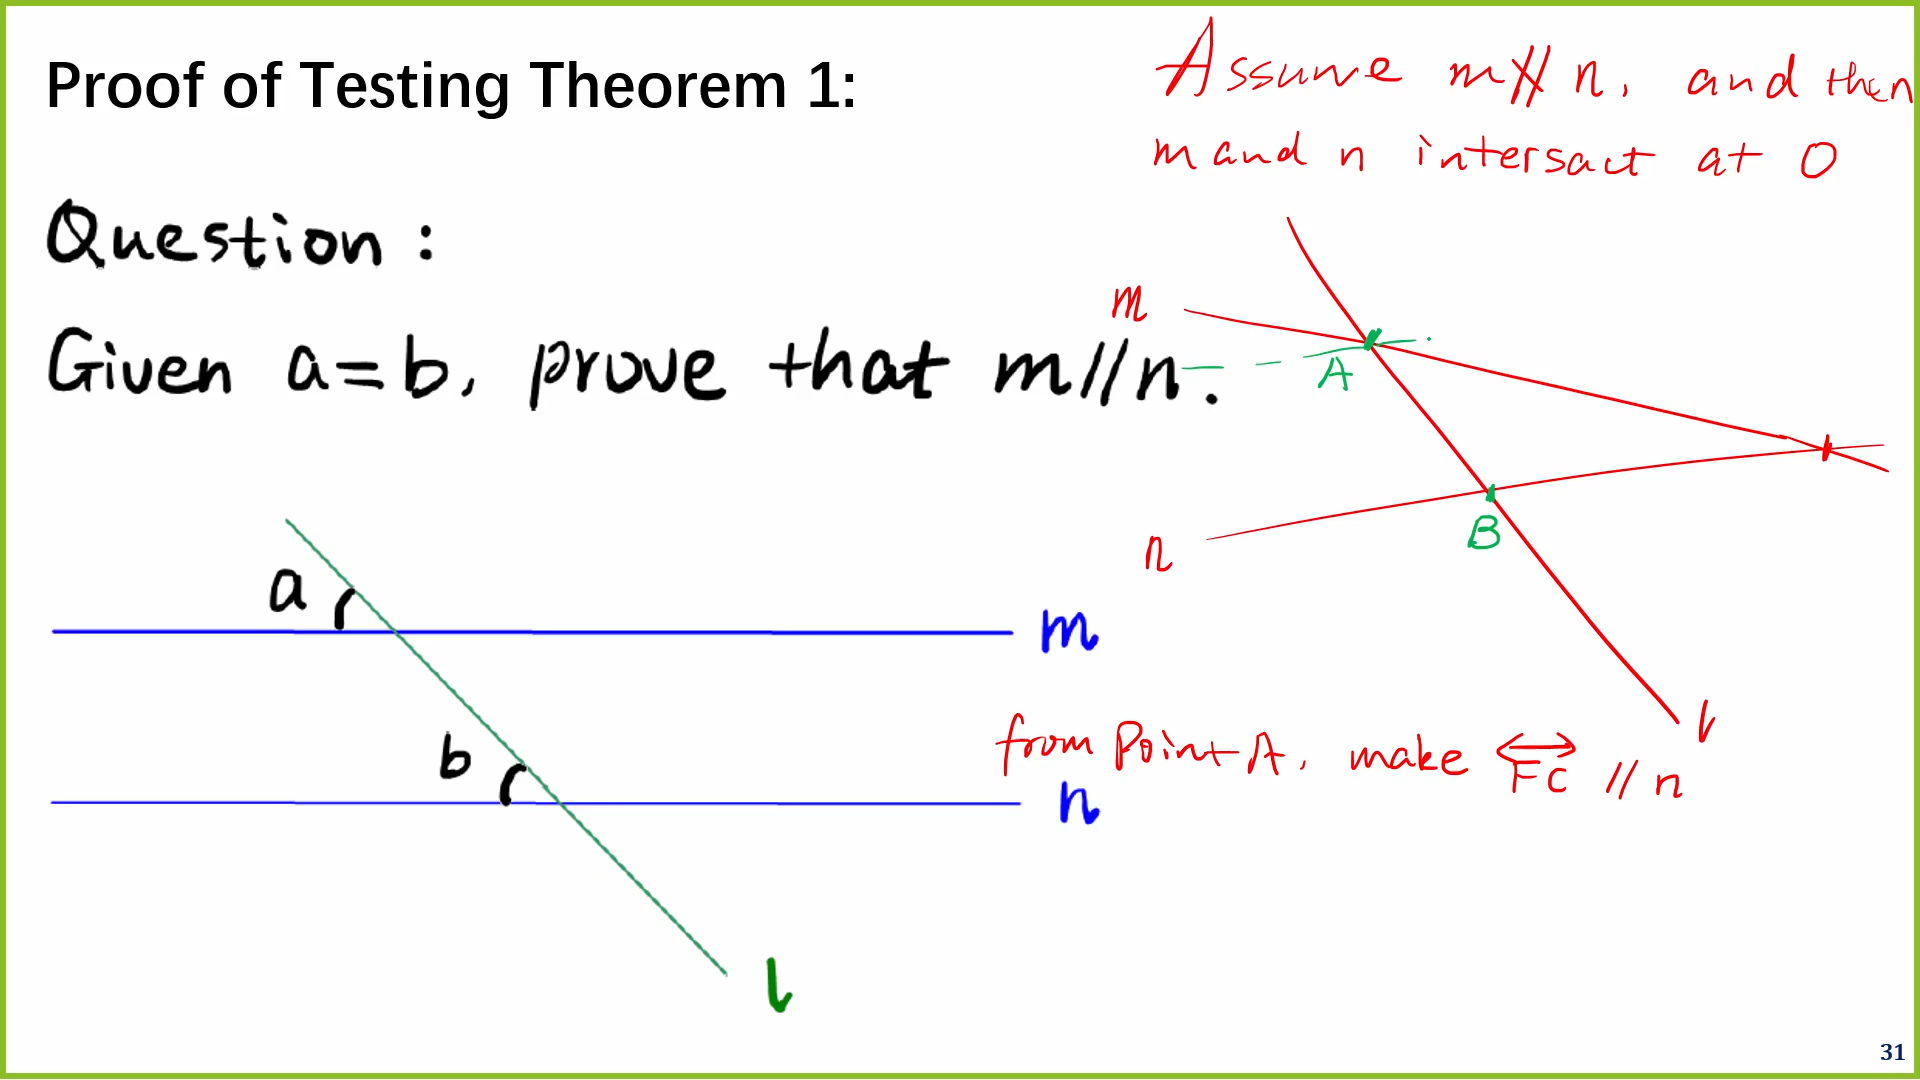 Proof of Testing Theorem 1:
Assume m∦n, and then
m and n intersact at O
Question:
Given a=b, prove that m//n.
m
A
B
n
l
a
m
b
n
l
from Point A, make
FC // n
31